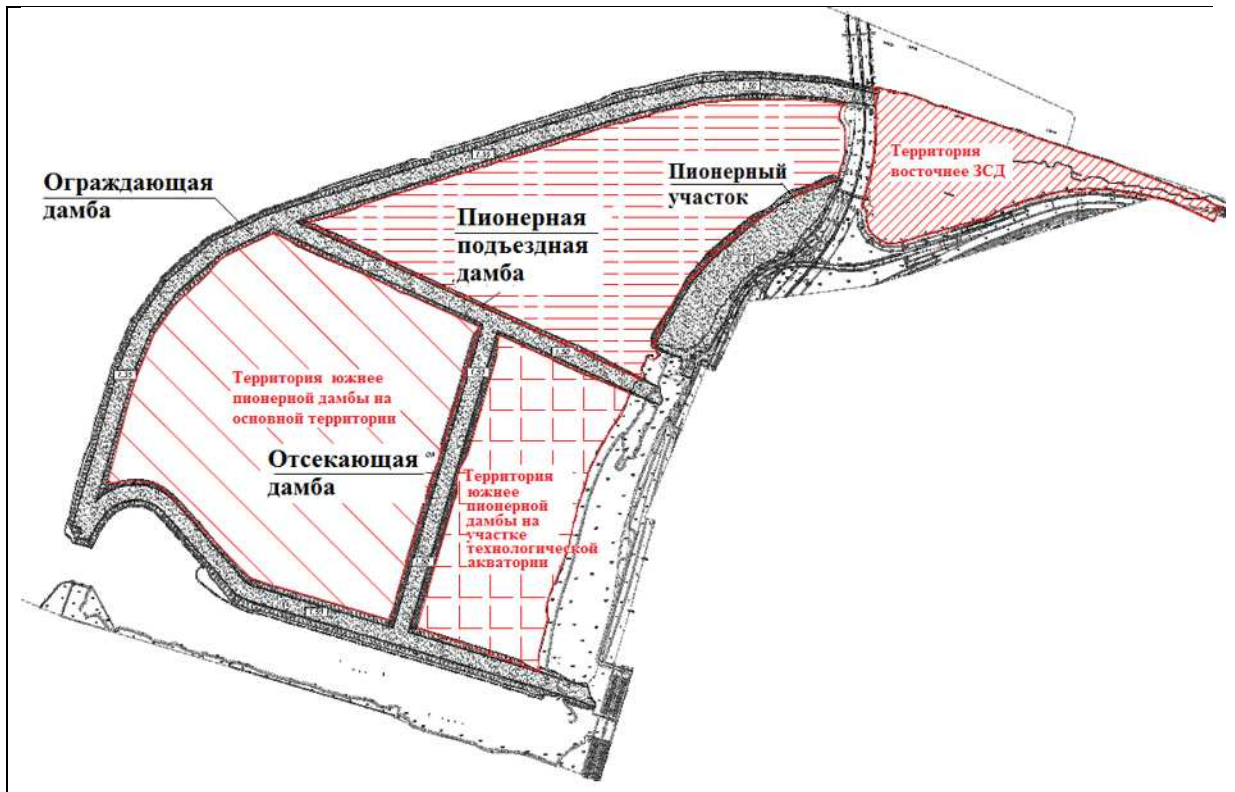 Ограждающая
дамба
Пионерная
подъездная
дамба
Пионерный
участок
Территория
восточнее ЗСД
Территория южнее
пионерной дамбы на
основной территории
Отсекающая
дамба
Территория
южнее
пионерной
дамбы на
участке
технологической
акватории